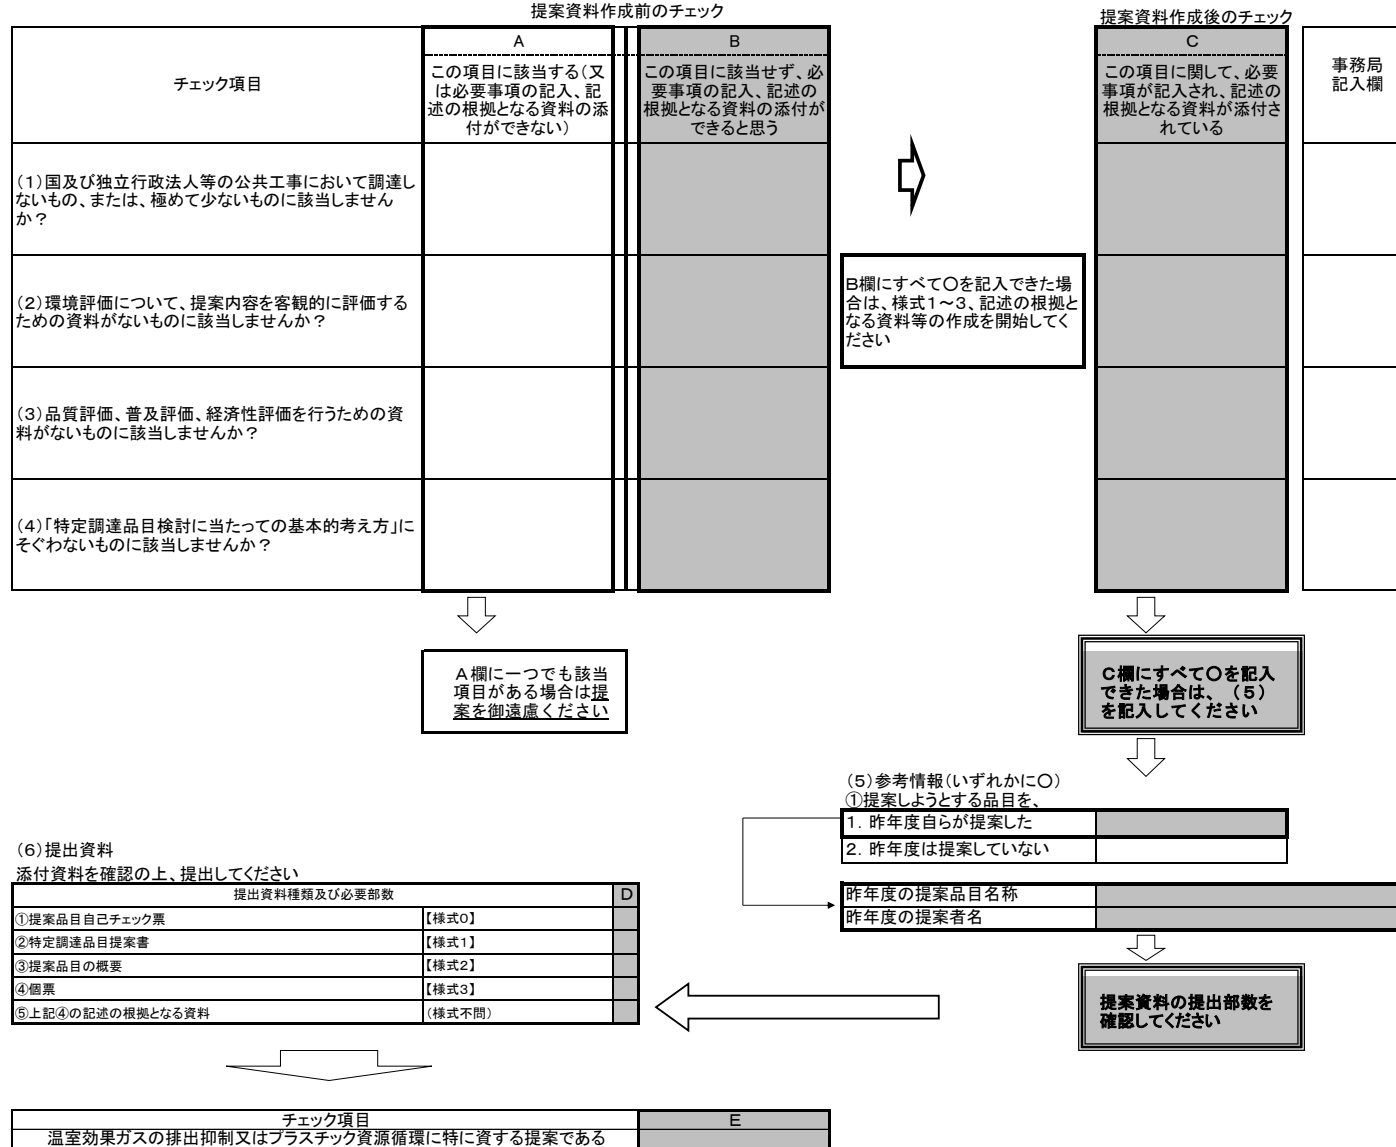 提案資料作成前のチェック
提案資料作成後のチェック
チェック項目
A
この項目に該当する（又
は必要事項の記入、記
述の根拠となる資料の添
付ができない）
B
この項目に該当せず、必
要事項の記入、記述の
根拠となる資料の添付が
できると思う
C
この項目に関して、必要
事項が記入され、記述の
根拠となる資料が添付さ
れている
事務局
記入欄
（1）国及び独立行政法人等の公共工事において調達し
ないもの、または、極めて少ないものに該当しません
か？
（2）環境評価について、提案内容を客観的に評価する
ための資料がないものに該当しませんか？
B欄にすべて○を記入できた場
合は、様式1～3、記述の根拠と
なる資料等の作成を開始してく
ださい
（3）品質評価、普及評価、経済性評価を行うための資
料がないものに該当しませんか？
（4）「特定調達品目検討に当たっての基本的考え方」に
そぐわないものに該当しませんか？
A欄に一つでも該当
項目がある場合は提
案を御遠慮ください
C欄にすべて○を記入
できた場合は、（5）
を記入してください
（5）参考情報（いずれかに○）
①提案しようとする品目を、
1．昨年度自らが提案した
2．昨年度は提案していない
昨年度の提案品目名称
昨年度の提案者名
提案資料の提出部数を
確認してください
（6）提出資料
添付資料を確認の上、提出してください
提出資料種類及び必要部数 D
①提案品目自己チェック票 【様式0】
②特定調達品目提案書 【様式1】
③提案品目の概要 【様式2】
④個票 【様式3】
⑤上記④の記述の根拠となる資料 （様式不問）
チェック項目 E
温室効果ガスの排出抑制又はプラスチック資源循環に特に資する提案である